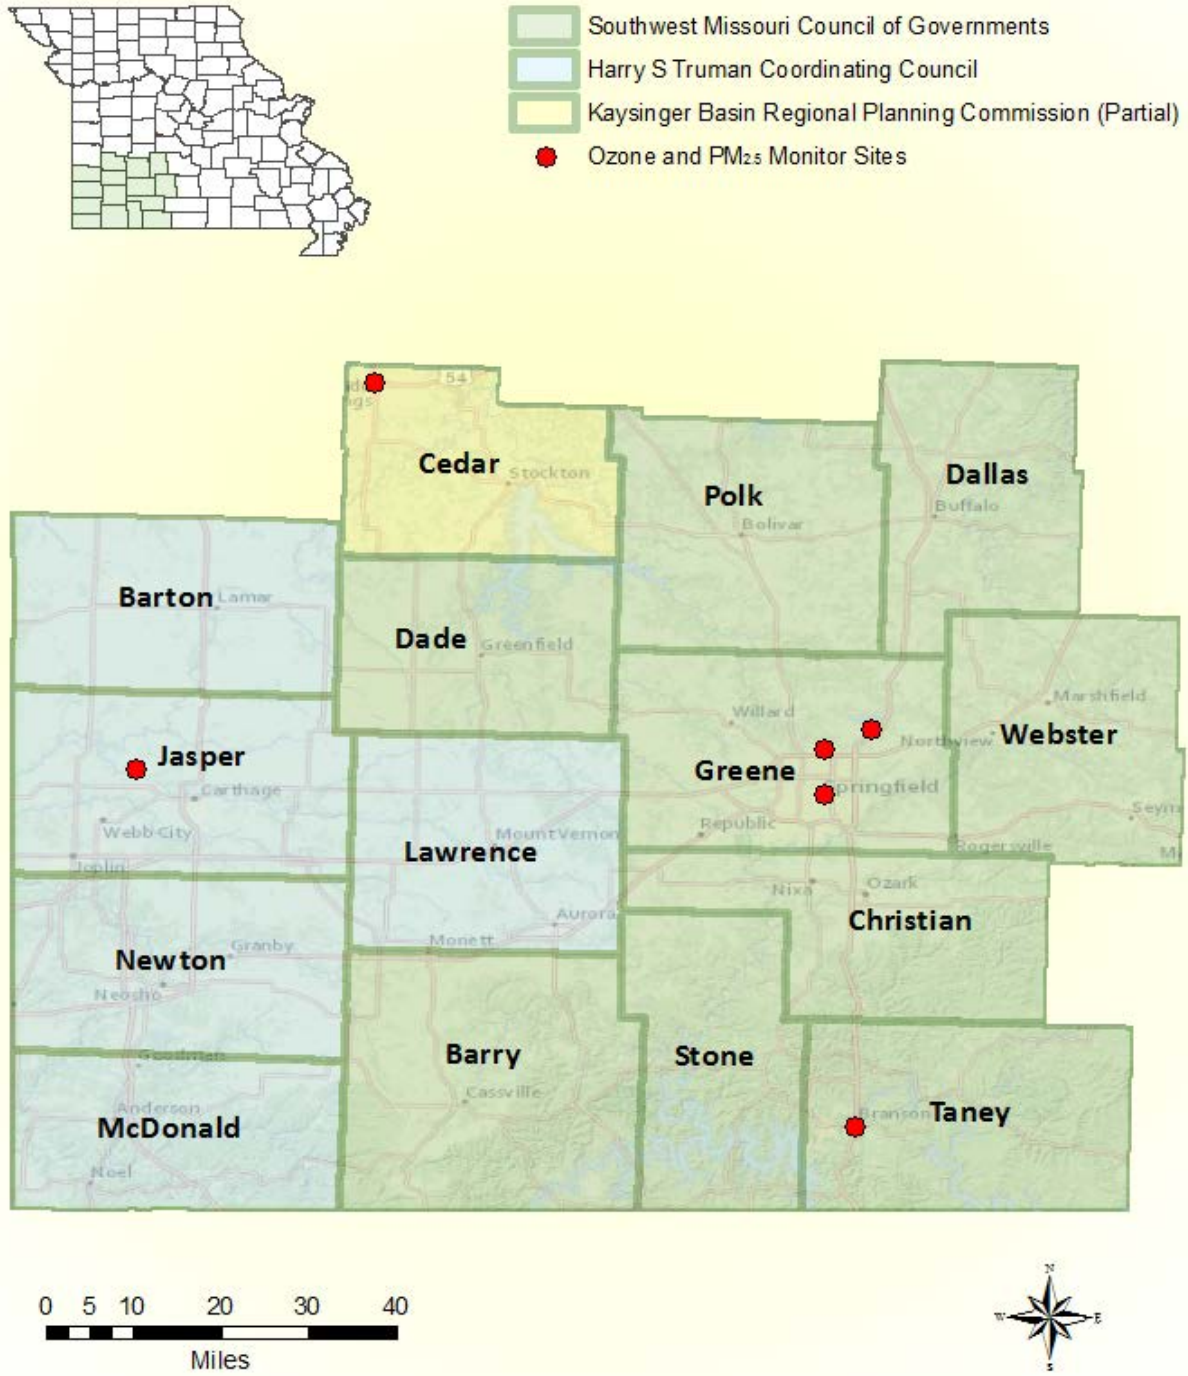 Southwest Missouri Council of Governments
Harry S Truman Coordinating Council
Kaysinger Basin Regional Planning Commission (Partial)
Ozone and PM2.5 Monitor Sites
54
Cedar
Stockton
Polk
Bolivar
Dallas
Buffalo
Barton
Lamar
Dade
Greenfield
Willard
Marshfield
Northview
Webster
Jasper
Greene
Carthage
Webb City
Joplin
Republic
Rogersville
Lawrence
Mount Vernon
Nixa
Ozark
Christian
Aurora
Monett
Newton
Granby
Neosho
Goodman
Barry
Stone
Cassville
Anderson
McDonald
Noel
Branson
Taney
0 5 10 20 30 40
Miles
N
W
E
S